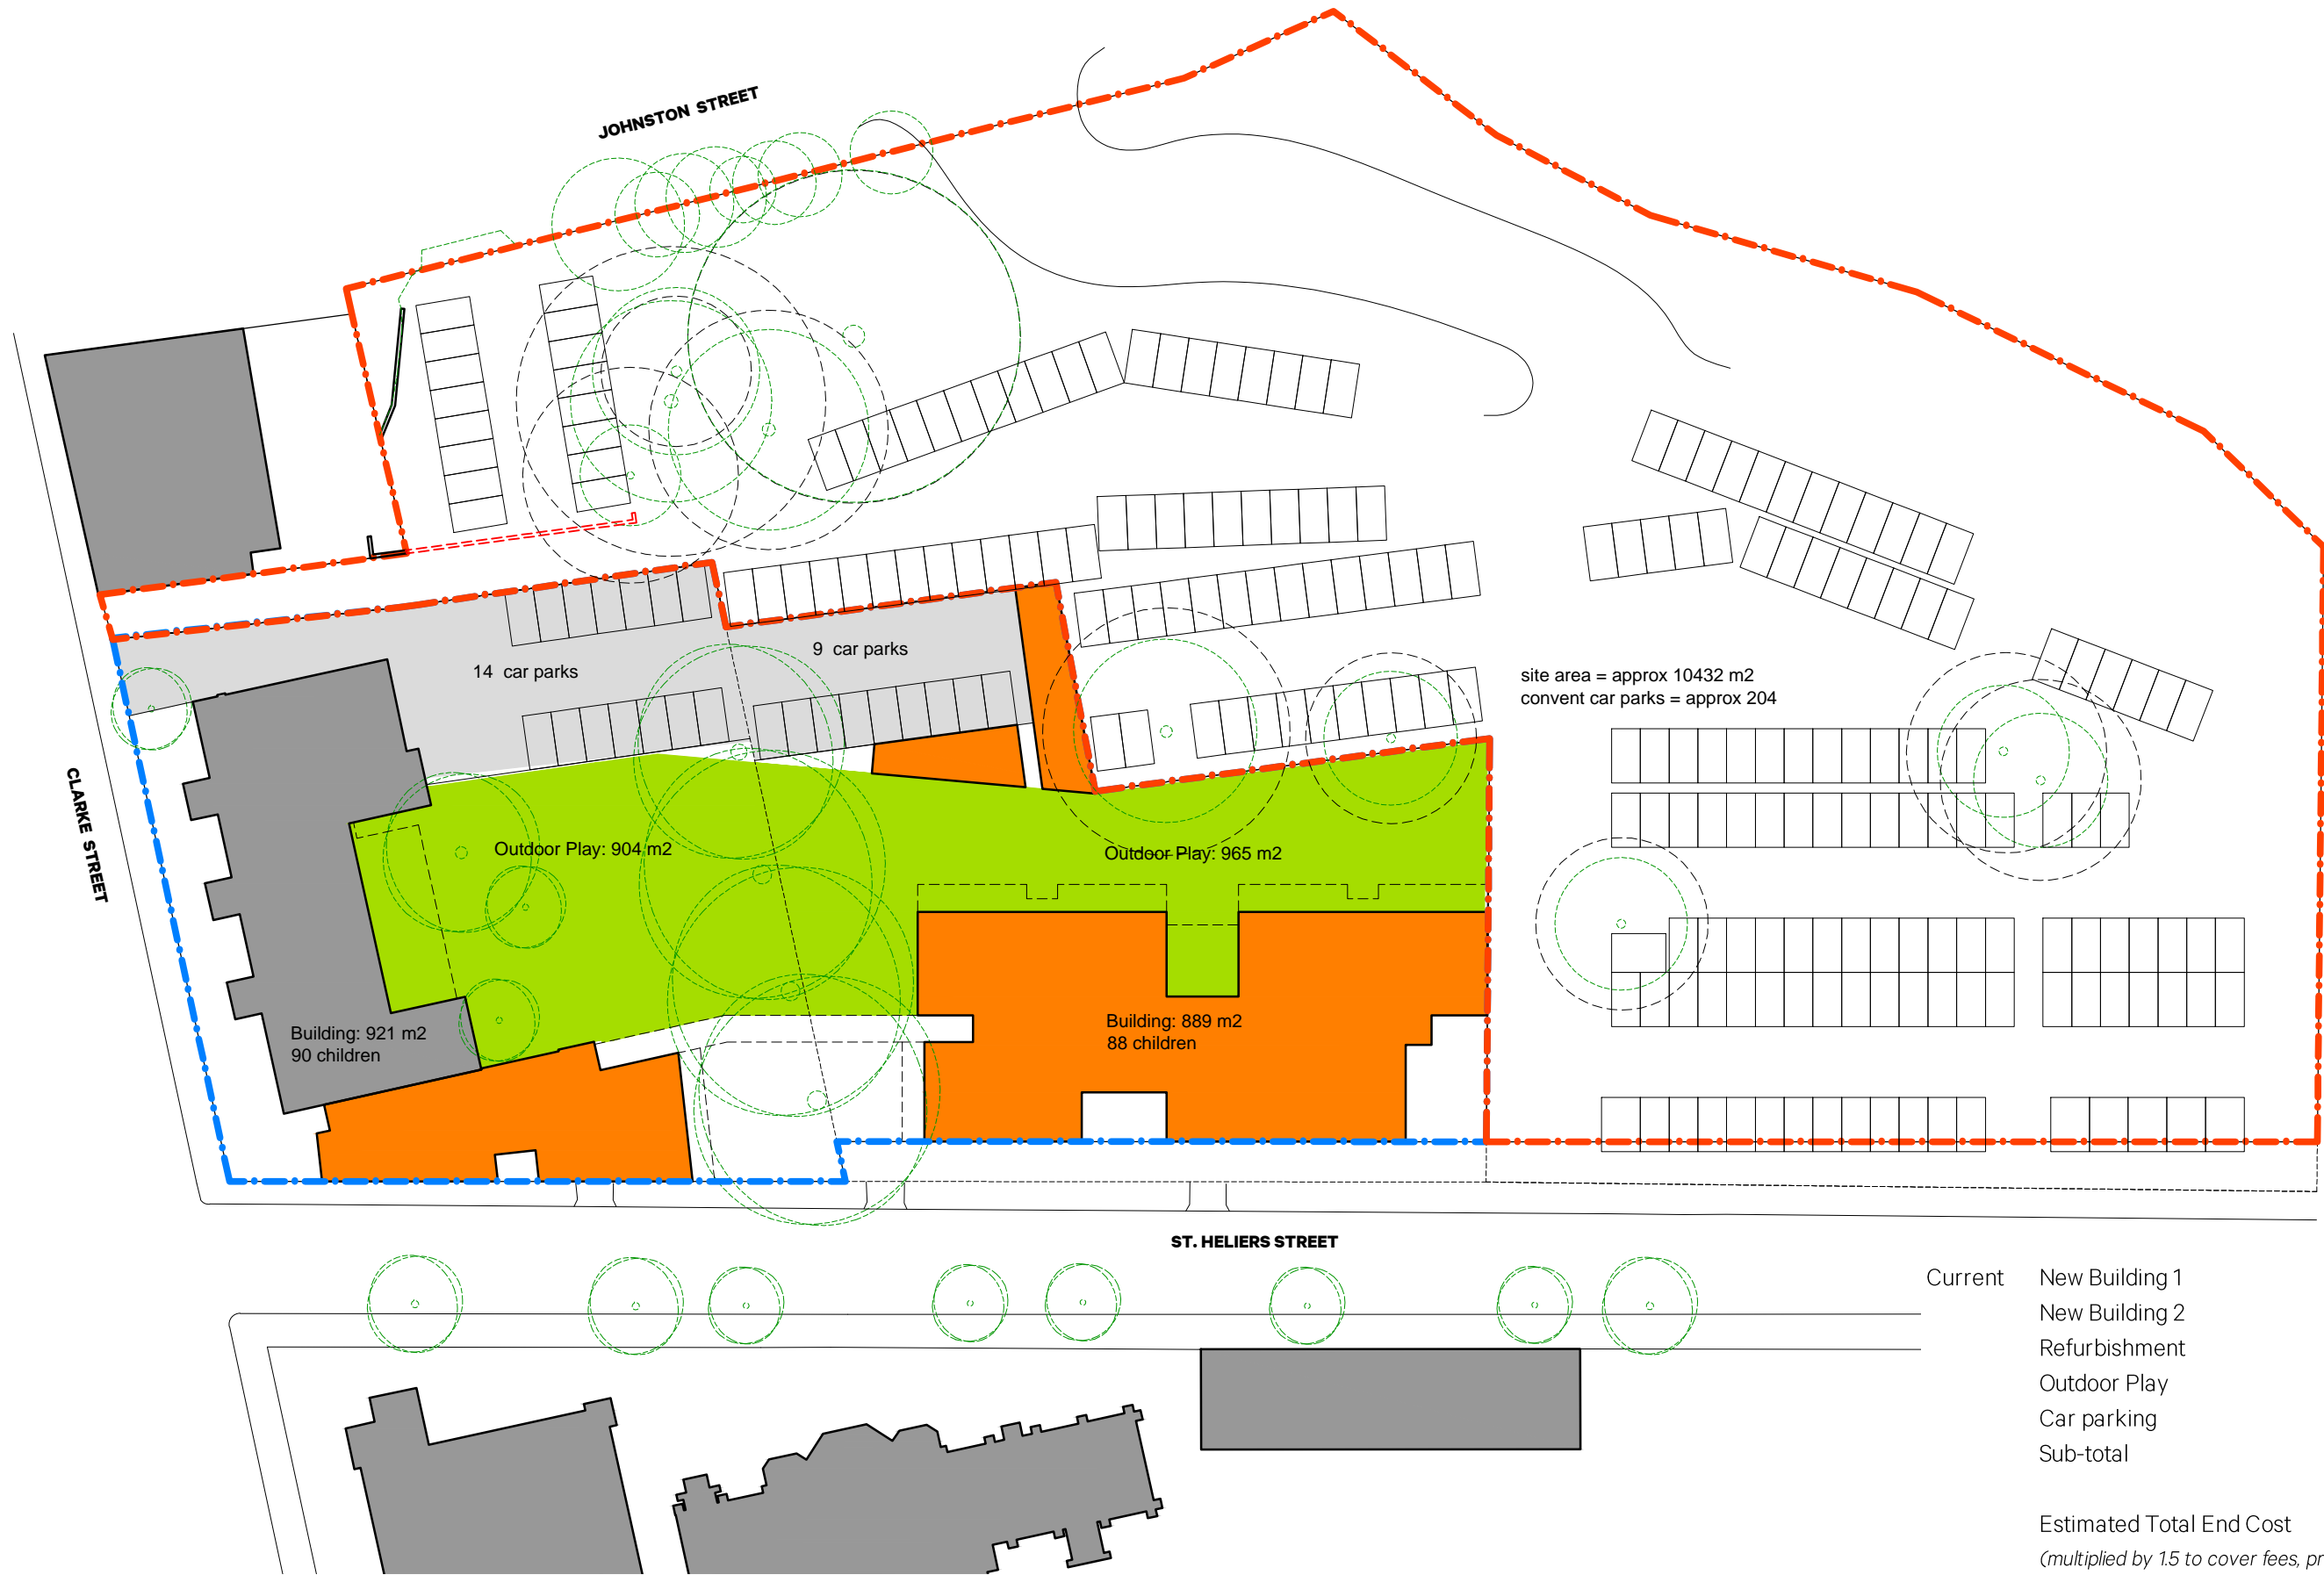 JOHNSTON STREET
9 car parks
14 car parks
site area = approx 10432 m2
convent car parks = approx 204
CLARKE STREET
Outdoor Play: 904 m2
Outdoor Play: 965 m2
Building: 921 m2
90 children
Building: 889 m2
88 children
ST. HELIERS STREET
Current New Building 1
New Building 2
Refurbishment
Outdoor Play
Car parking
Sub-total
Estimated Total End Cost
(multiplied by 1.5 to cover fees, pr